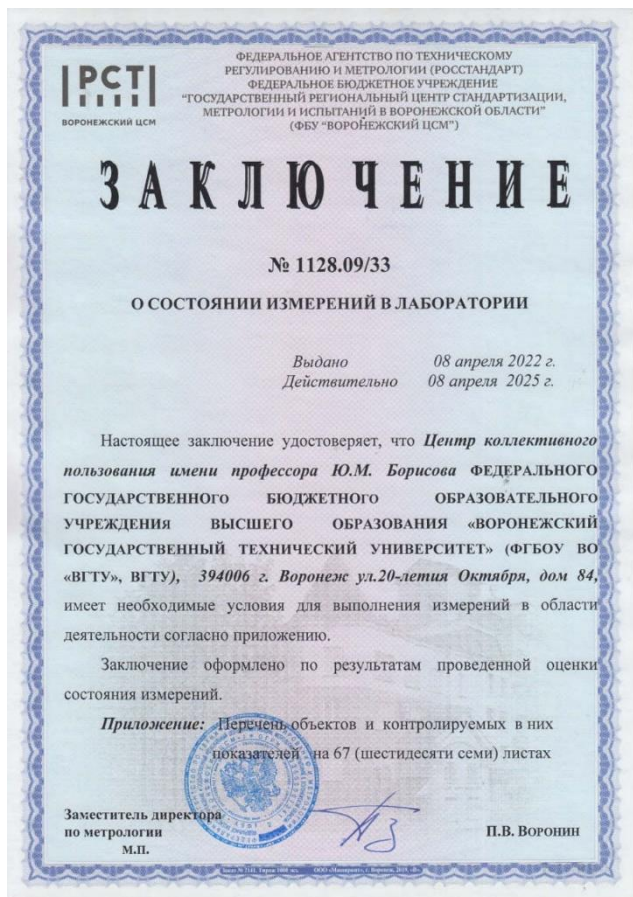 РСТ
ВОРОНЕЖСКИЙ ЦСМ
ФЕДЕРАЛЬНОЕ АГЕНТСТВО ПО ТЕХНИЧЕСКОМУ
РЕГУЛИРОВАНИЮ И МЕТРОЛОГИИ (РОССТАНДАРТ)
ФЕДЕРАЛЬНОЕ БЮДЖЕТНОЕ УЧРЕЖДЕНИЕ
"ГОСУДАРСТВЕННЫЙ РЕГИОНАЛЬНЫЙ ЦЕНТР СТАНДАРТИЗАЦИИ,
МЕТРОЛОГИИ И ИСПЫТАНИЙ В ВОРОНЕЖСКОЙ ОБЛАСТИ"
(ФБУ "ВОРОНЕЖСКИЙ ЦСМ")
ЗАКЛЮЧЕНИЕ
№ 1128.09/33
О СОСТОЯНИИ ИЗМЕРЕНИЙ В ЛАБОРАТОРИИ
Выдано 08 апреля 2022 г.
Действительно 08 апреля 2025 г.
Настоящее заключение удостоверяет, что Центр коллективного
пользования имени профессора Ю.М. Борисова ФЕДЕРАЛЬНОГО
ГОСУДАРСТВЕННОГО БЮДЖЕТНОГО ОБРАЗОВАТЕЛЬНОГО
УЧРЕЖДЕНИЯ ВЫСШЕГО ОБРАЗОВАНИЯ «ВОРОНЕЖСКИЙ
ГОСУДАРСТВЕННЫЙ ТЕХНИЧЕСКИЙ УНИВЕРСИТЕТ» (ФГБОУ ВО
«ВГТУ», ВГТУ), 394006 г. Воронеж ул.20-летия Октября, дом 84,
имеет необходимые условия для выполнения измерений в области
деятельности согласно приложению.
Заключение оформлено по результатам проведенной оценки
состояния измерений.
Приложение: Перечень объектов и контролируемых в них
показателей на 67 (шестидесяти семи) листах
Заместитель директора
по метрологии
М.П.
П.В. ВОРОНИН